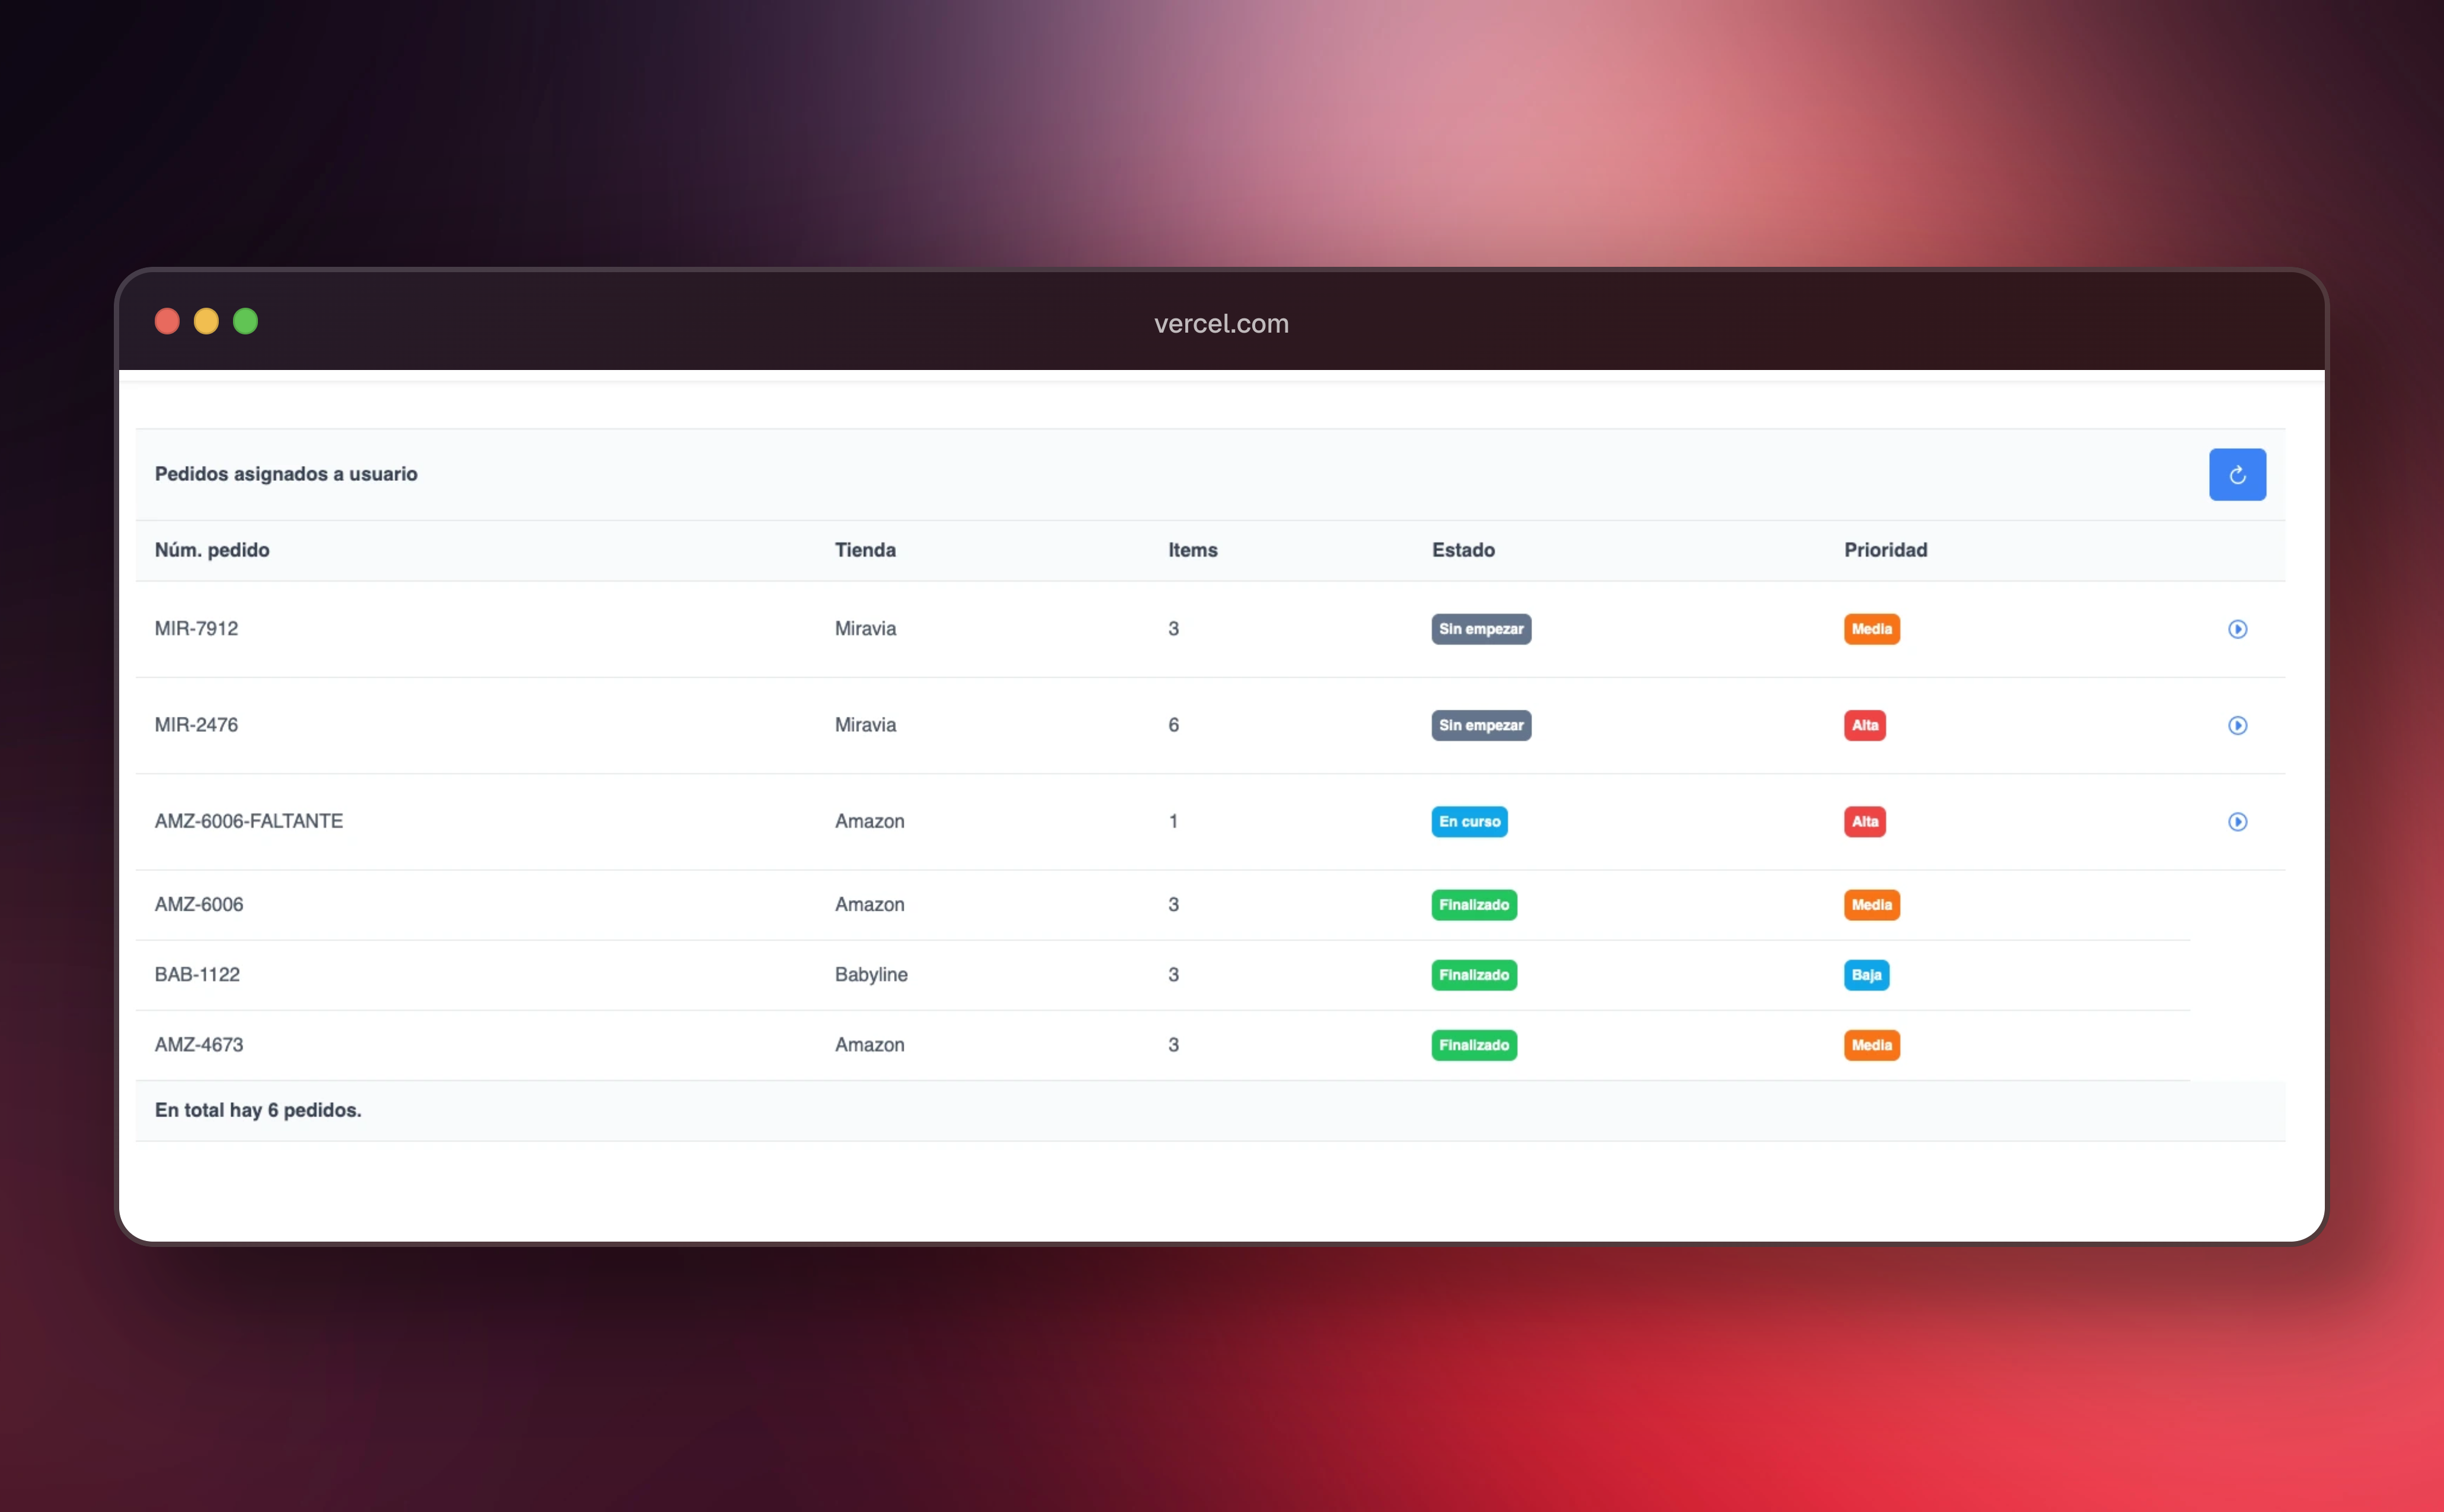 vercel.com
Pedidos asignados a usuario
Núm. pedido Tienda Items Estado Prioridad
MIR-7912 Miravia 3 Sin empezar Media
MIR-2476 Miravia 6 Sin empezar Alta
AMZ-6006-FALTANTE Amazon 1 En curso Alta
AMZ-6006 Amazon 3 Finalizado Media
BAB-1122 Babyline 3 Finalizado Baja
AMZ-4673 Amazon 3 Finalizado Media
En total hay 6 pedidos.